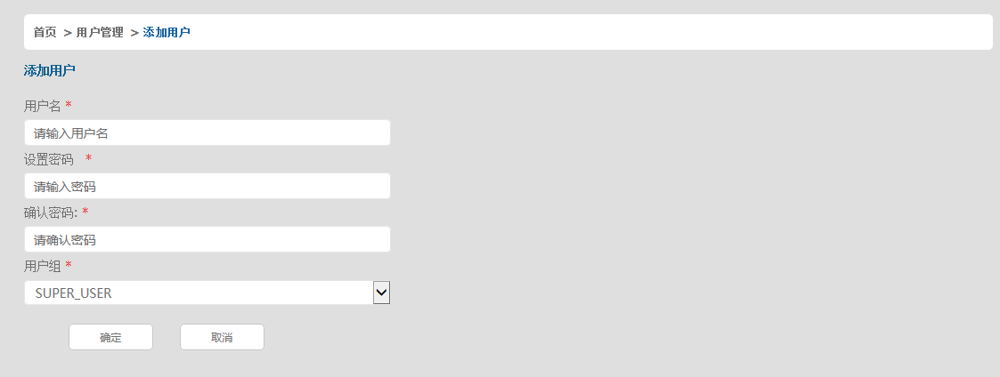 首页 > 用户管理 > 添加用户
添加用户
用户名 *
请输入用户名
设置密码 *
请输入密码
确认密码: *
请确认密码
用户组 *
SUPER_USER
确定 取消